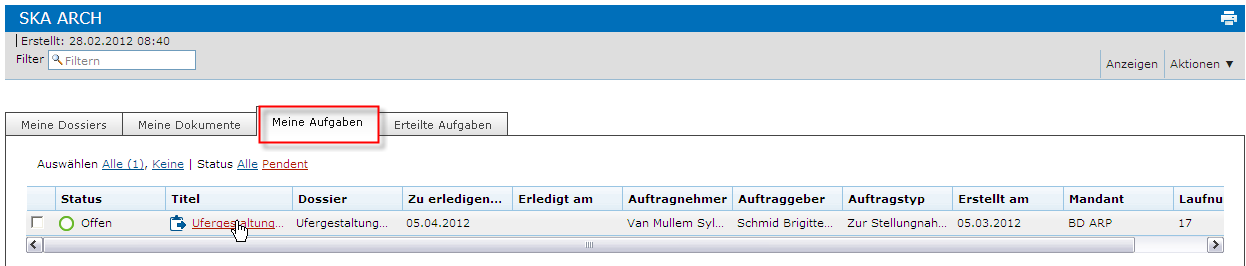 SKA ARCH
Erstellt: 28.02.2012 08:40
Filter Filtern
Anzeigen Aktionen ▼
Meine Dossiers Meine Dokumente Meine Aufgaben Erteilte Aufgaben
Auswählen Alle (1), Keine | Status Alle Pendent
Status Titel Dossier Zu erledigen... Erledigt am Auftragnehmer Auftraggeber Auftragstyp Erstellt am Mandant Laufnu
Offen Ufergestaltung... Ufergestaltung... 05.04.2012 Van Mullem Syl... Schmid Brigitte... Zur Stellungnah... 05.03.2012 BD ARP 17